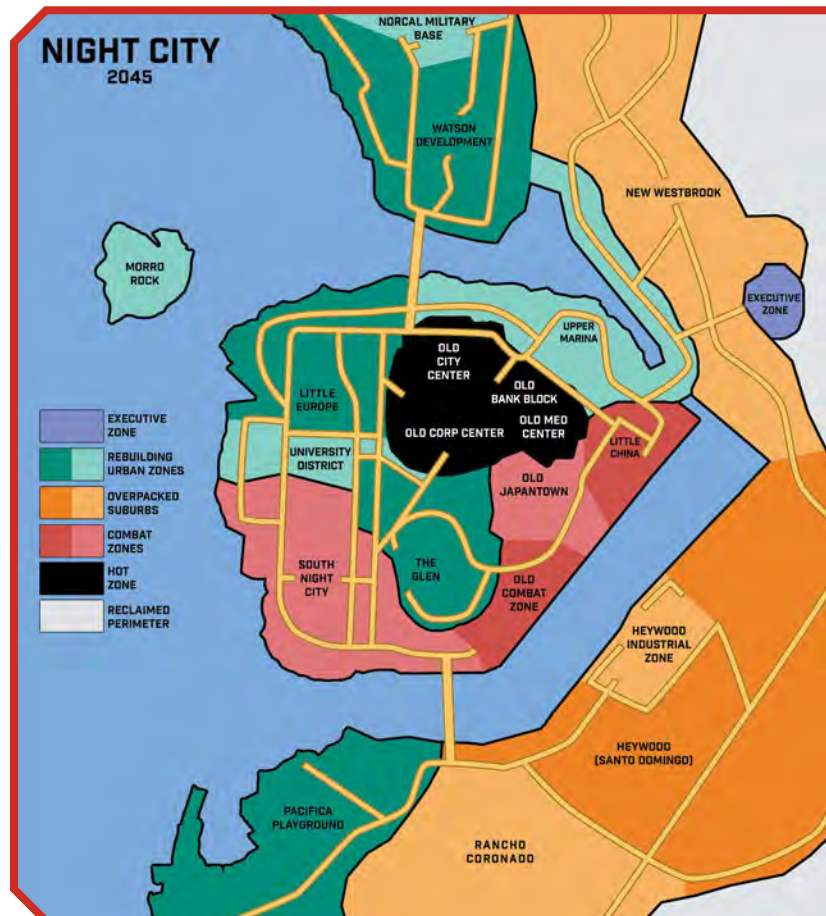 NIGHT CITY
2045
NORCAL MILITARY
BASE
WATSON
DEVELOPMENT
NEW WESTBROOK
MORRO
ROCK
EXECUTIVE
ZONE
UPPER
MARINA
OLD
CITY
CENTER
OLD
BANK BLOCK
LITTLE
EUROPE
OLD CORP CENTER
OLD MED
CENTER
LITTLE
CHINA
UNIVERSITY
DISTRICT
OLD
JAPANTOWN
SOUTH
NIGHT
CITY
THE
GLEN
OLD
COMBAT
ZONE
EXECUTIVE
ZONE
REBUILDING
URBAN ZONES
OVERPACKED
SUBURBS
COMBAT
ZONES
HOT
ZONE
RECLAIMED
PERIMETER
HEYWOOD
INDUSTRIAL
ZONE
HEYWOOD
(SANTO DOMINGO)
PACIFICA
PLAYGROUND
RANCHO
CORONADO